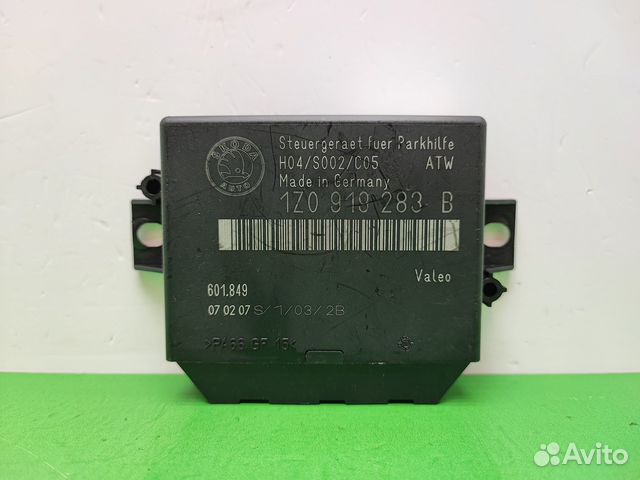 SKODA
AUTO
Steuergeraet fuer Parkhilfe
H04/S002/C05 ATW
Made in Germany
1Z0 919 283 B
Valeo
601.849
07 02 07 S/1/03/2B
>PA66 GF 15<
Avito